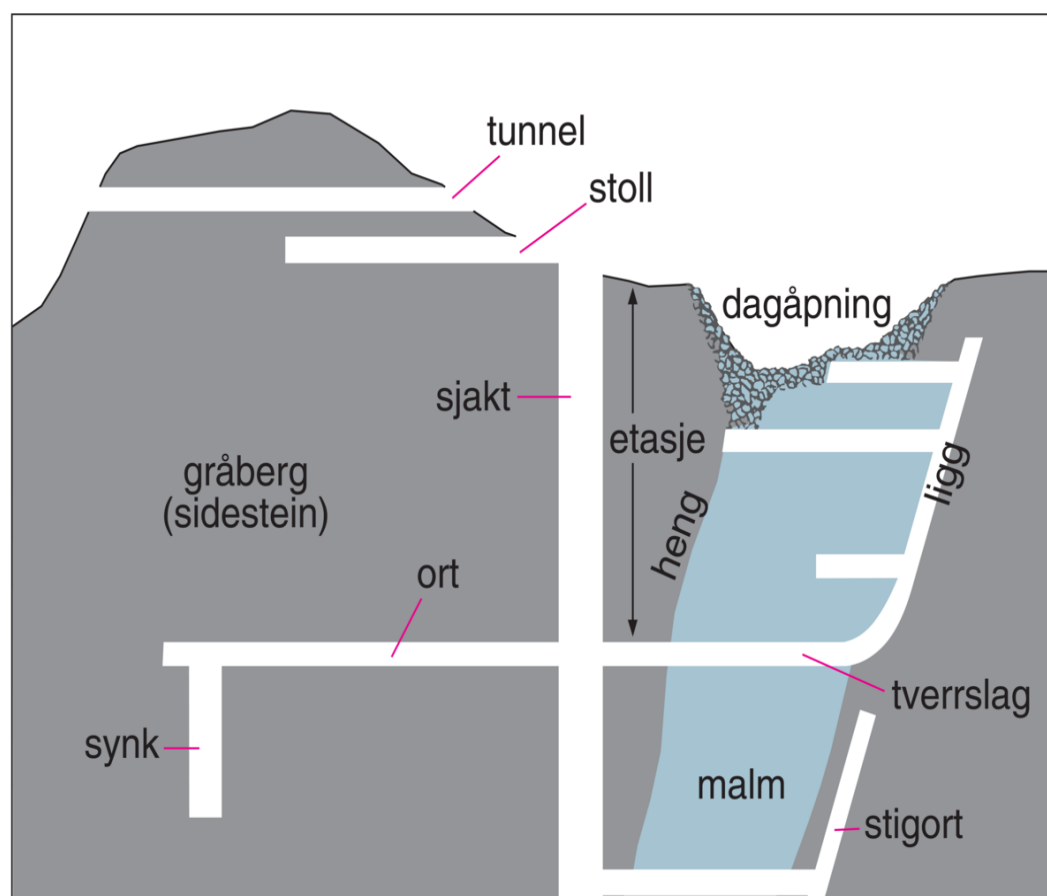 tunnel
stoll
dagåpning
sjakt
etasje
ligg
gråberg
(sidestein)
heng
ort
tverrslag
synk
malm
stigort